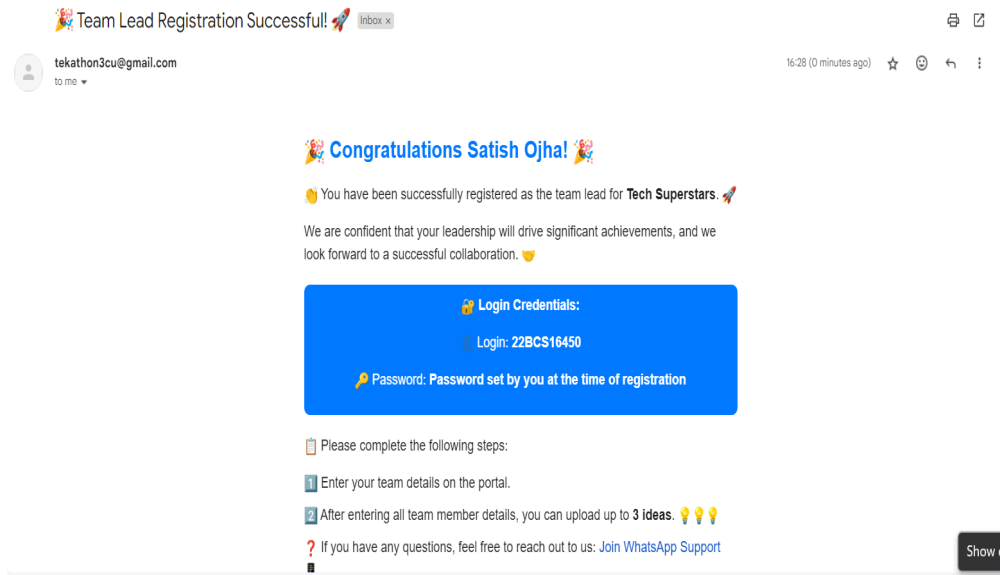 🎉 Team Lead Registration Successful! 🚀 Inbox ×
tekathon3cu@gmail.com
16:28 (0 minutes ago)
to me
🎉 Congratulations Satish Ojha! 🎉
👏 You have been successfully registered as the team lead for Tech Superstars. 🚀
We are confident that your leadership will drive significant achievements, and we
look forward to a successful collaboration. 🤝
🔐 Login Credentials:
👤 Login: 22BCS16450
🔑 Password: Password set by you at the time of registration
📋 Please complete the following steps:
1️⃣ Enter your team details on the portal.
2️⃣ After entering all team member details, you can upload up to 3 ideas. 💡💡💡
❓ If you have any questions, feel free to reach out to us: Join WhatsApp Support
Show